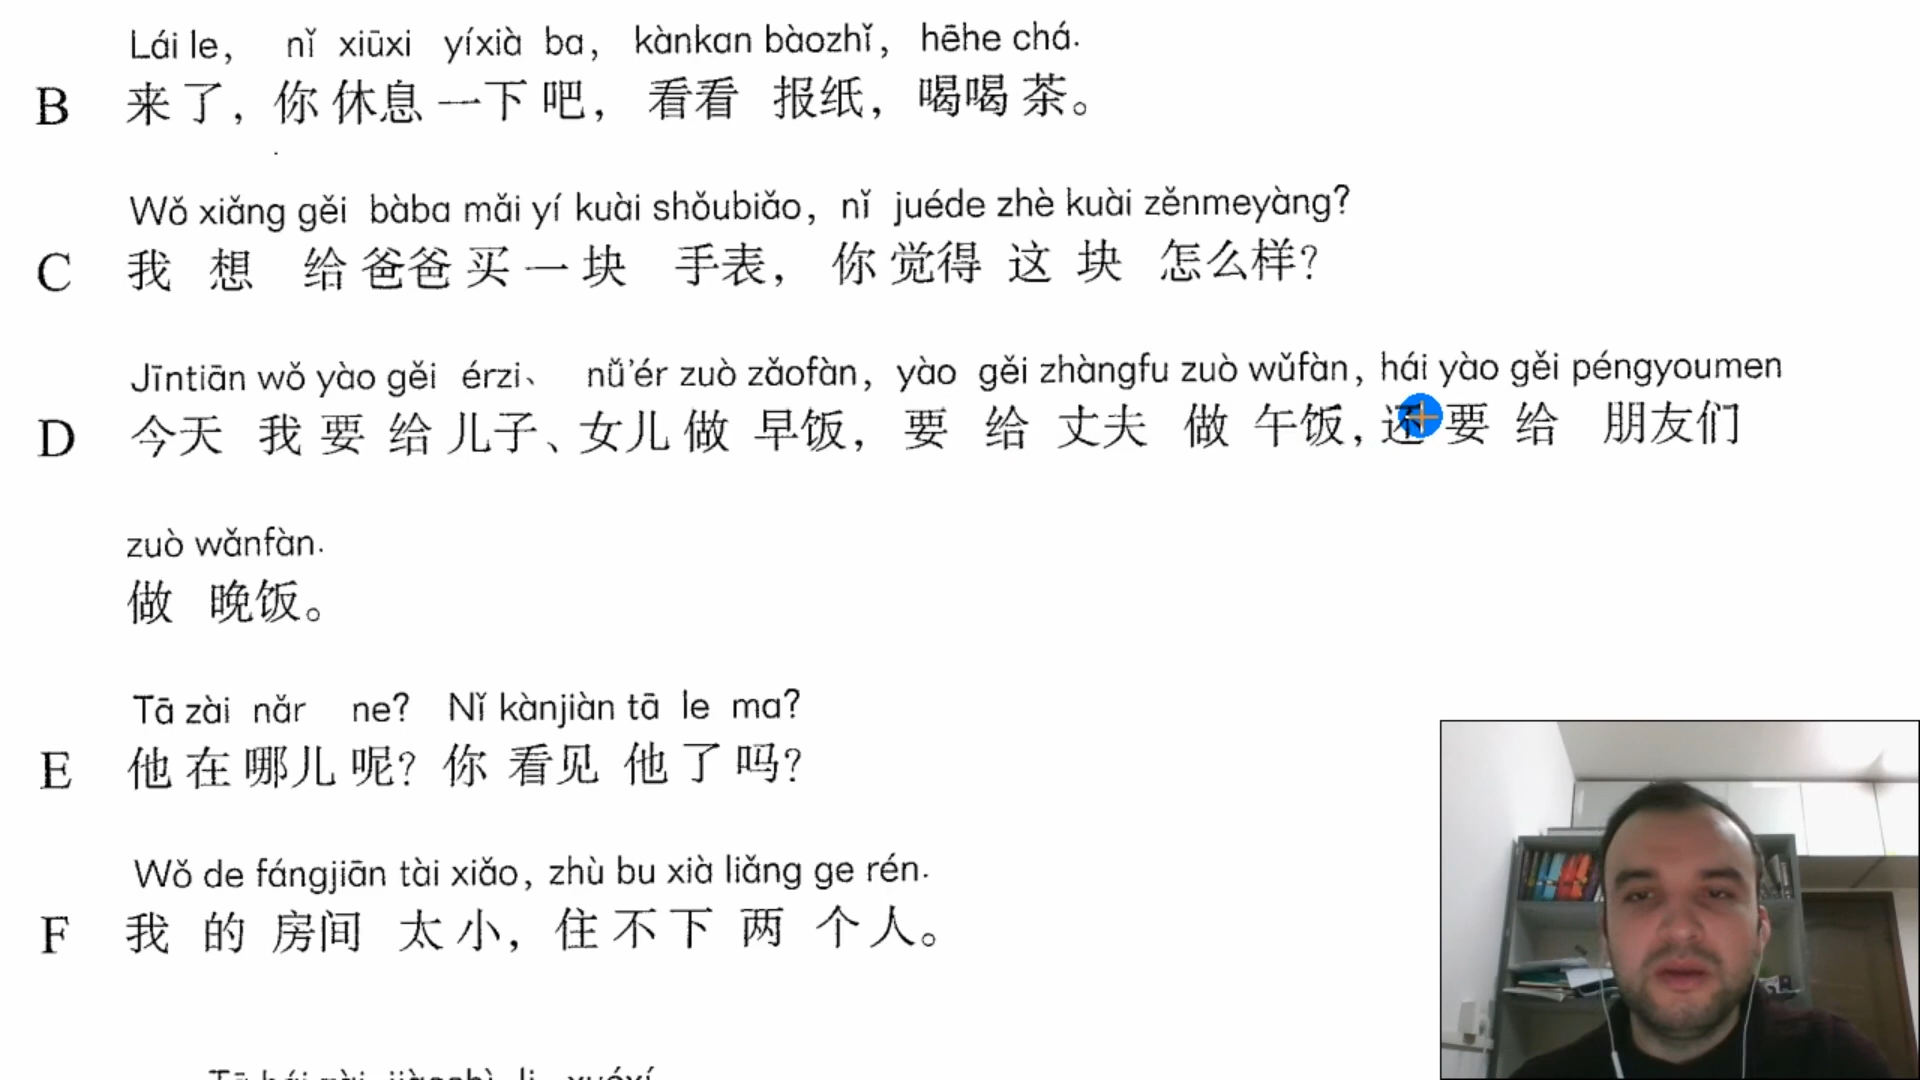 Lái le, nǐ xiūxi yíxià ba, kànkan bàozhǐ, hēhe chá.
B 来了，你休息一下吧，看看报纸，喝喝茶。
Wǒ xiǎng gěi bàba mǎi yí kuài shǒubiǎo, nǐ juéde zhè kuài zěnmeyàng?
C 我想给爸爸买一块手表，你觉得这块怎么样？
Jīntiān wǒ yào gěi érzi、 nǚ'ér zuò zǎofàn, yào gěi zhàngfu zuò wǔfàn, hái yào gěi péngyoumen
D 今天我要给儿子、女儿做早饭，要给丈夫做午饭，还要给朋友们
zuò wǎnfàn.
做晚饭。
Tā zài nǎr ne? Nǐ kànjiàn tā le ma?
E 他在哪儿呢？你看见他了吗？
Wǒ de fángjiān tài xiǎo, zhù bu xià liǎng ge rén.
F 我的房间太小，住不下两个人。